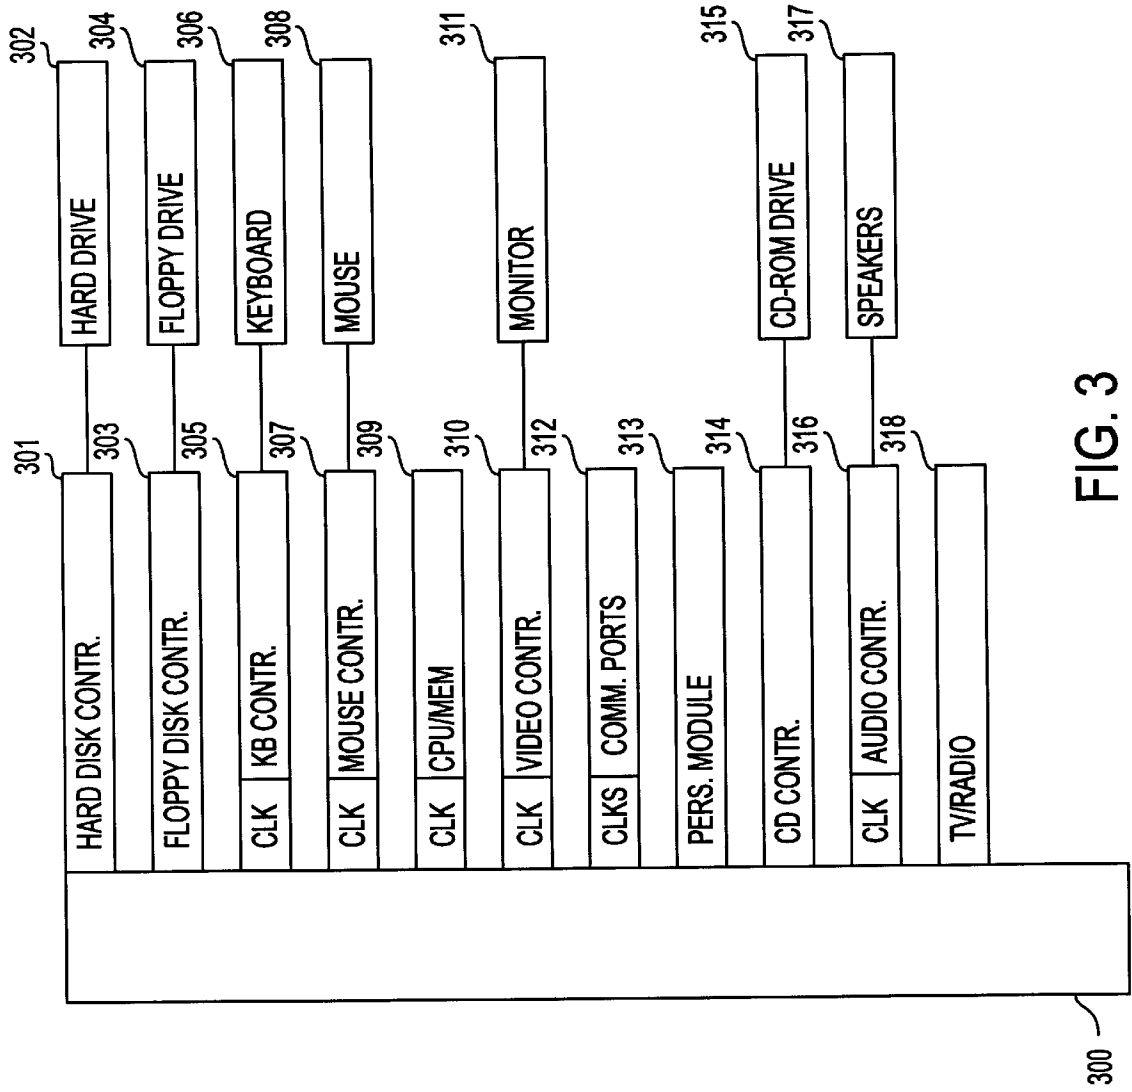 302
HARD DRIVE
304
FLOPPY DRIVE
306
KEYBOARD
308
MOUSE
311
MONITOR
315
CD-ROM DRIVE
317
SPEAKERS
301
HARD DISK CONTR.
303
FLOPPY DISK CONTR.
305
CLK KB CONTR.
307
CLK MOUSE CONTR.
309
CLK CPU/MEM
310
CLK VIDEO CONTR.
312
CLKS COMM. PORTS
313
PERS. MODULE
314
CD CONTR.
316
CLK AUDIO CONTR.
318
TV/RADIO
300
FIG. 3